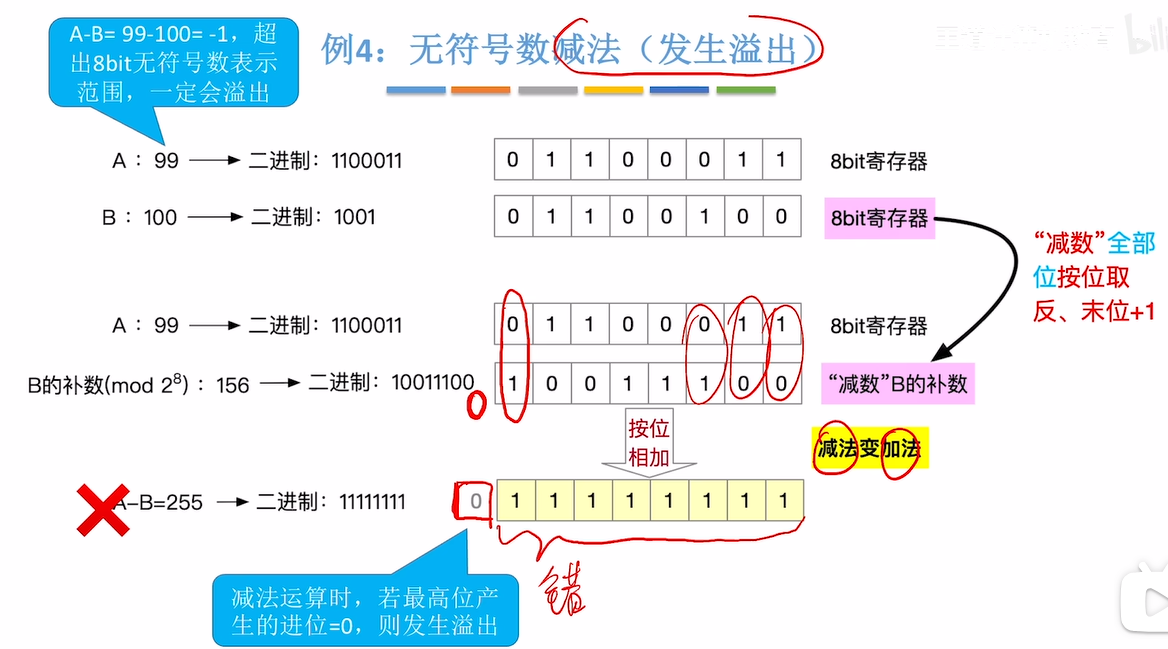 A-B= 99-100= -1，超
出8bit无符号数表示
范围，一定会溢出
例4：无符号数减法（发生溢出）
A： 99 二进制：1100011
0 1 1 0 0 0 1 1
8bit寄存器
B： 100 二进制：1001
0 1 1 0 0 1 0 0
8bit寄存器
“减数”全部
位按位取
反、末位+1
A： 99 二进制：1100011
0 1 1 0 0 0 1 1
8bit寄存器
B的补数(mod 2⁸)： 156 二进制：10011100
1 0 0 1 1 1 0 0
“减数”B的补数
0
按位
相加
减法变加法
A-B=255 二进制：11111111
0 1 1 1 1 1 1 1 1
错
减法运算时，若最高位产
生的进位=0，则发生溢出